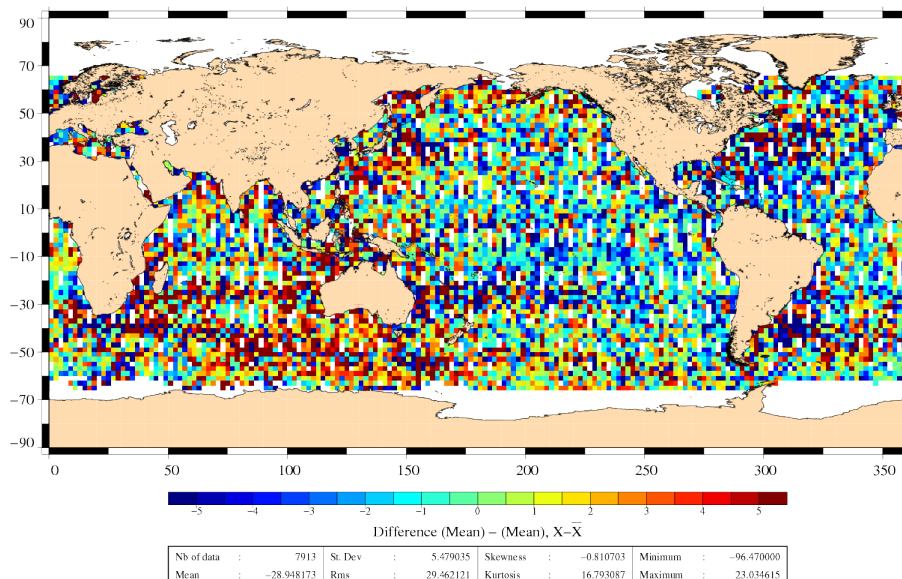 90
70
50
30
10
−10
−30
−50
−70
−90
0 50 100 150 200 250 300 350
−5 −4 −3 −2 −1 0 1 2 3 4 5
Difference (Mean) − (Mean), X−X̅
Nb of data : 7913 St. Dev : 5.479035 Skewness : −0.810703 Minimum : −96.470000
Mean : −28.948173 Rms : 29.462121 Kurtosis : 16.793087 Maximum : 23.034615